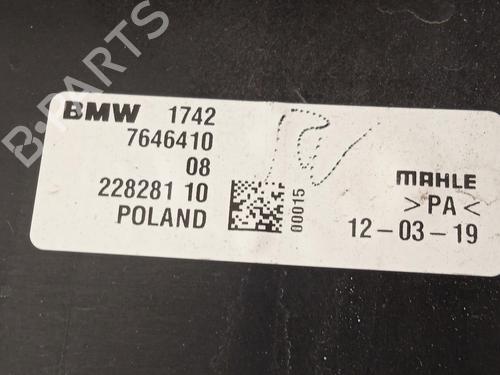 BMW 1742
7646410
08
228281 10
POLAND
00015
MAHLE
>PA<
12-03-19
B-PARTS